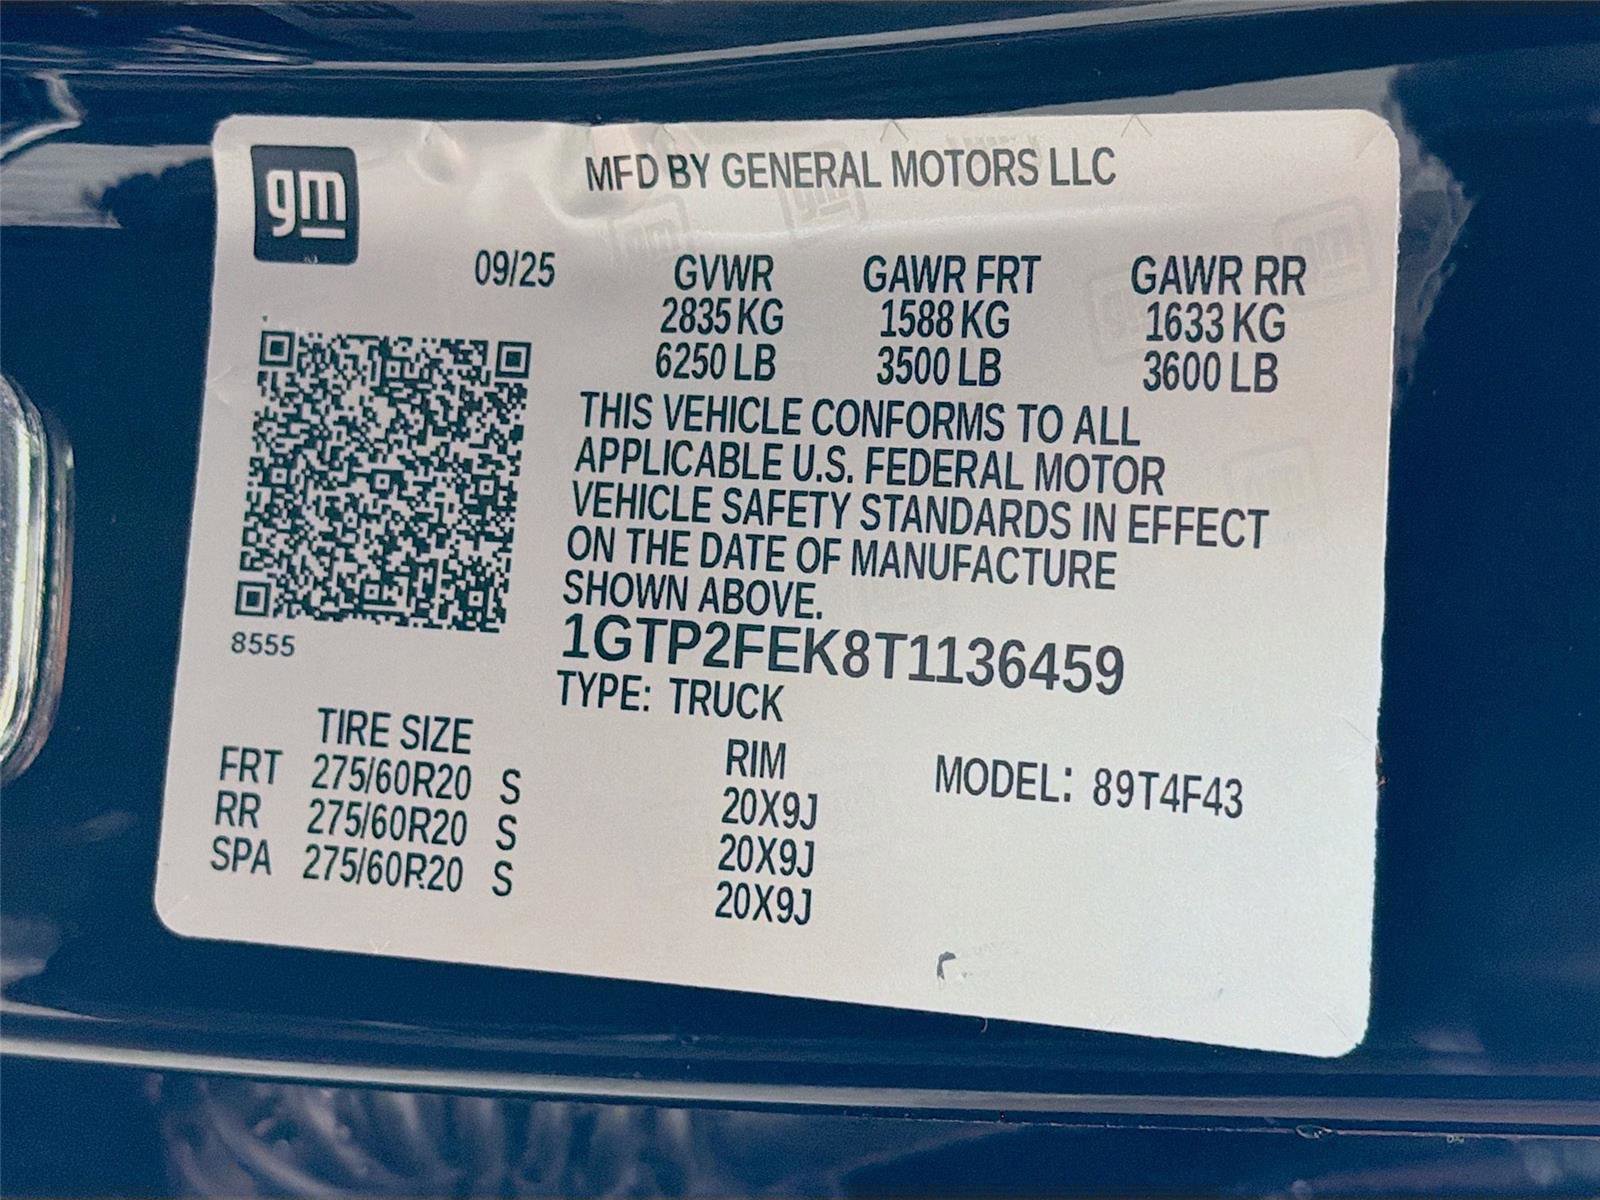 gm
MFD BY GENERAL MOTORS LLC
09/25 GVWR GAWR FRT GAWR RR
2835 KG 1588 KG 1633 KG
6250 LB 3500 LB 3600 LB
THIS VEHICLE CONFORMS TO ALL
APPLICABLE U.S. FEDERAL MOTOR
VEHICLE SAFETY STANDARDS IN EFFECT
ON THE DATE OF MANUFACTURE
SHOWN ABOVE.
8555
1GTP2FEK8T1136459
TYPE: TRUCK
TIRE SIZE RIM MODEL: 89T4F43
FRT 275/60R20 S 20X9J
RR 275/60R20 S 20X9J
SPA 275/60R20 S 20X9J